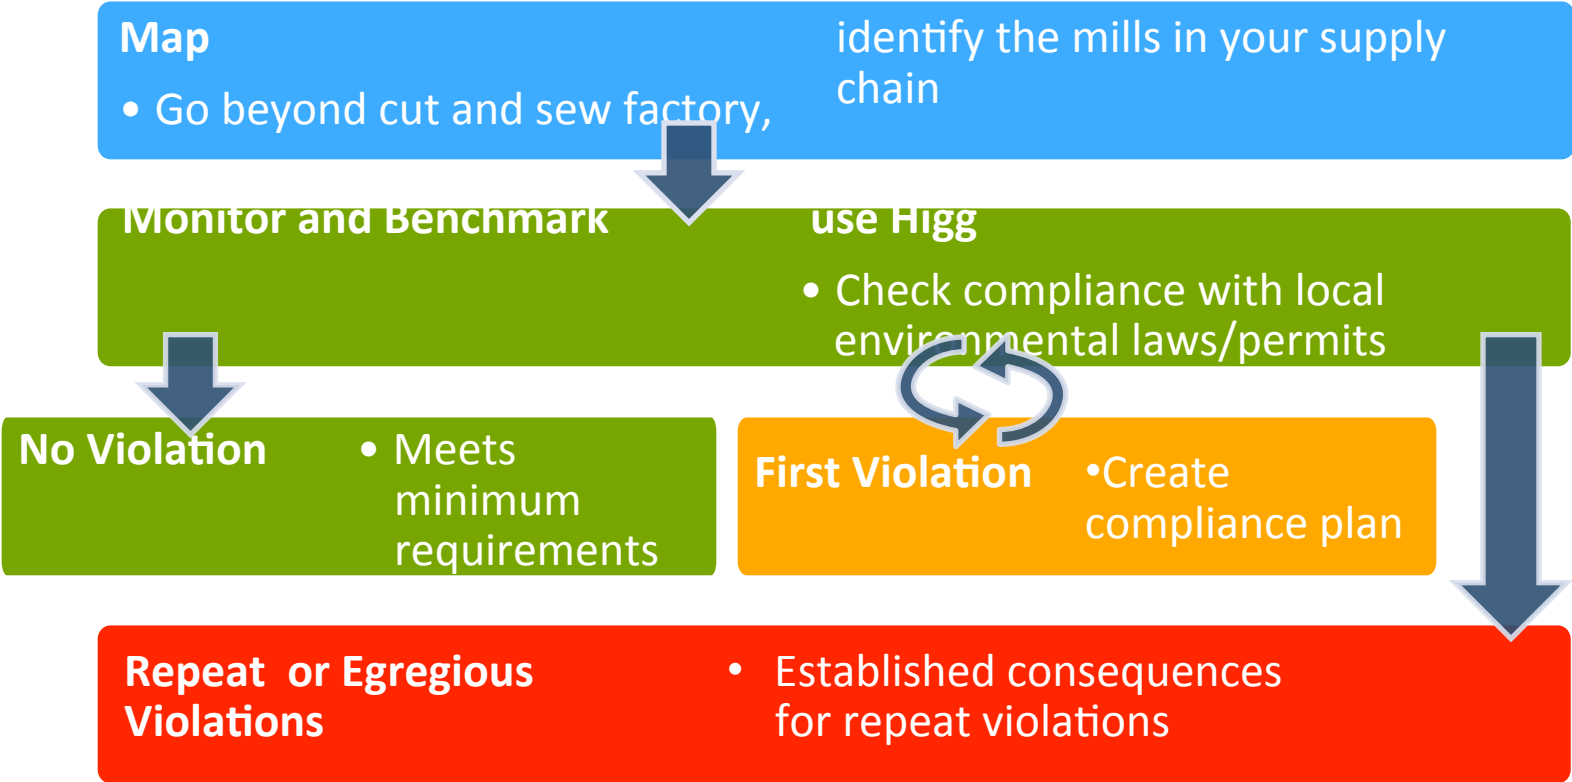 Map
• Go beyond cut and sew factory,
identify the mills in your supply
chain
Monitor and Benchmark
use Higg
• Check compliance with local
environmental laws/permits
No Violation
• Meets
minimum
requirements
First Violation
•Create
compliance plan
Repeat or Egregious
Violations
• Established consequences
for repeat violations